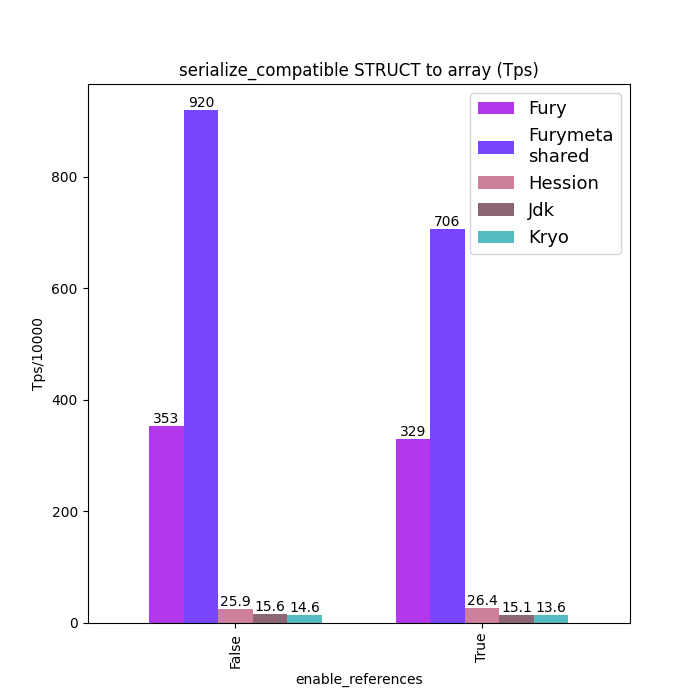 serialize_compatible STRUCT to array (Tps)
Fury
Furymeta
shared
Hession
Jdk
Kryo
Tps/10000
800
600
400
200
0
353
920
25.9
15.6
14.6
329
706
26.4
15.1
13.6
False
True
enable_references